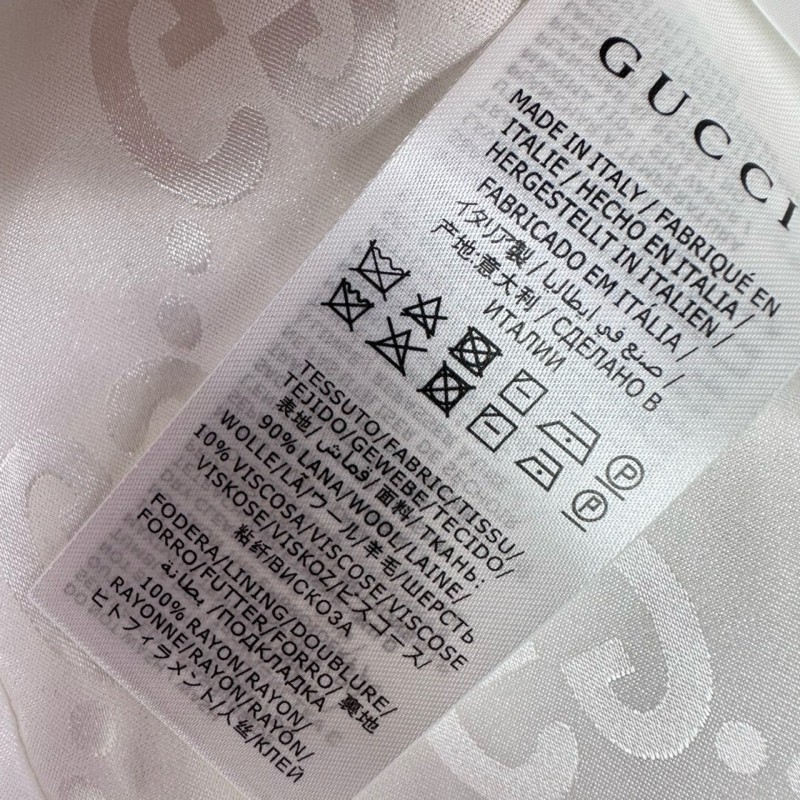 GUCCI
MADE IN ITALY / FABRIQUÉ EN
ITALIE / HECHO EN ITALIA /
HERGESTELLT IN ITALIEN /
FABRICADO EM ITÁLIA /
イタリア製 / صنع في إيطاليا /
产地:意大利 / СДЕЛАНО В
ИТАЛИИ
P
P
TESSUTO/FABRIC/TISSU/
TEJIDO/GEWEBE/TECIDO/
表地/قماش/面料/ТКАНЬ:
90% LANA/WOOL/LAINE/
WOLLE/LÃ/ウール/羊毛/ШЕРСТЬ
10% VISCOSA/VISCOSE/VISCOSE
VISKOSE/VISKOZ/ビスコース/
粘纤/ВИСКОЗА
FODERA/LINING/DOUBLURE/
FORRO/FUTTER/FORRO/裏地
بطانة/ПОДКЛАДКА
100% RAYON/RAYON/
RAYONNE/RAYON/RAYÓN/
ヒトフィラメント/人丝/КЛЕЙ